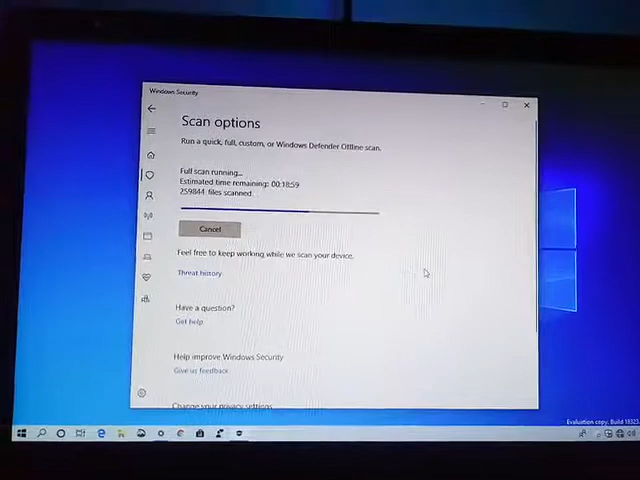 Windows Security
Scan options
Run a quick, full, custom, or Windows Defender Offline scan.
Full scan running...
Estimated time remaining: 00:18:59
259844 files scanned.
Cancel
Feel free to keep working while we scan your device.
Threat history
Have a question?
Get help
Help improve Windows Security
Give us feedback
Change your privacy settings
Evaluation copy. Build 18323.